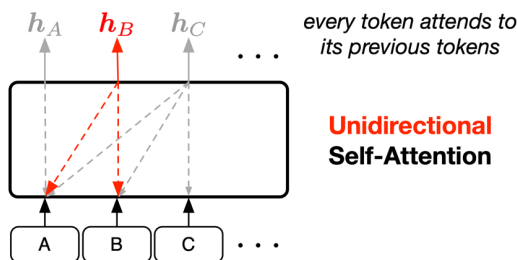 h_A h_B h_C . . . every token attends to
its previous tokens
Unidirectional
Self-Attention
A B C . . .